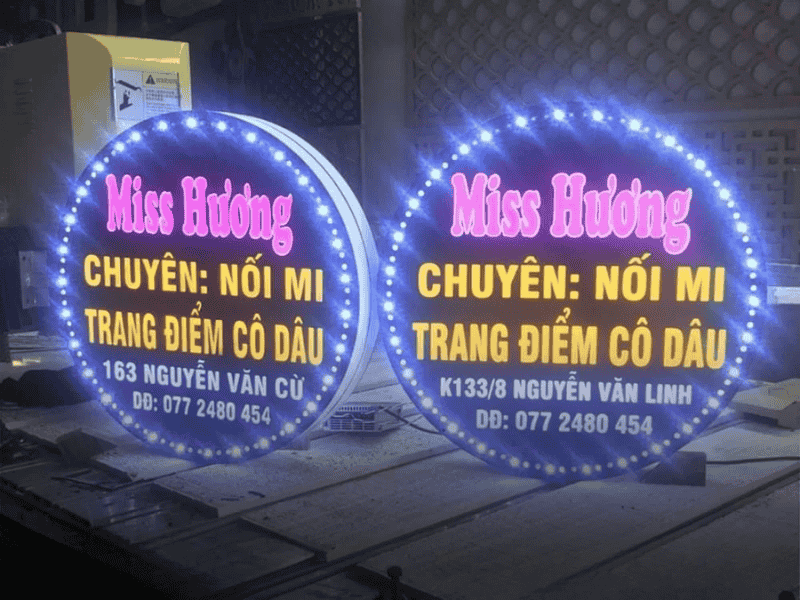 Miss Hương
CHUYÊN: NỐI MI
TRANG ĐIỂM CÔ DÂU
163 NGUYỄN VĂN CỪ
DĐ: 077 2480 454
Miss Hương
CHUYÊN: NỐI MI
TRANG ĐIỂM CÔ DÂU
K133/8 NGUYỄN VĂN LINH
DĐ: 077 2480 454